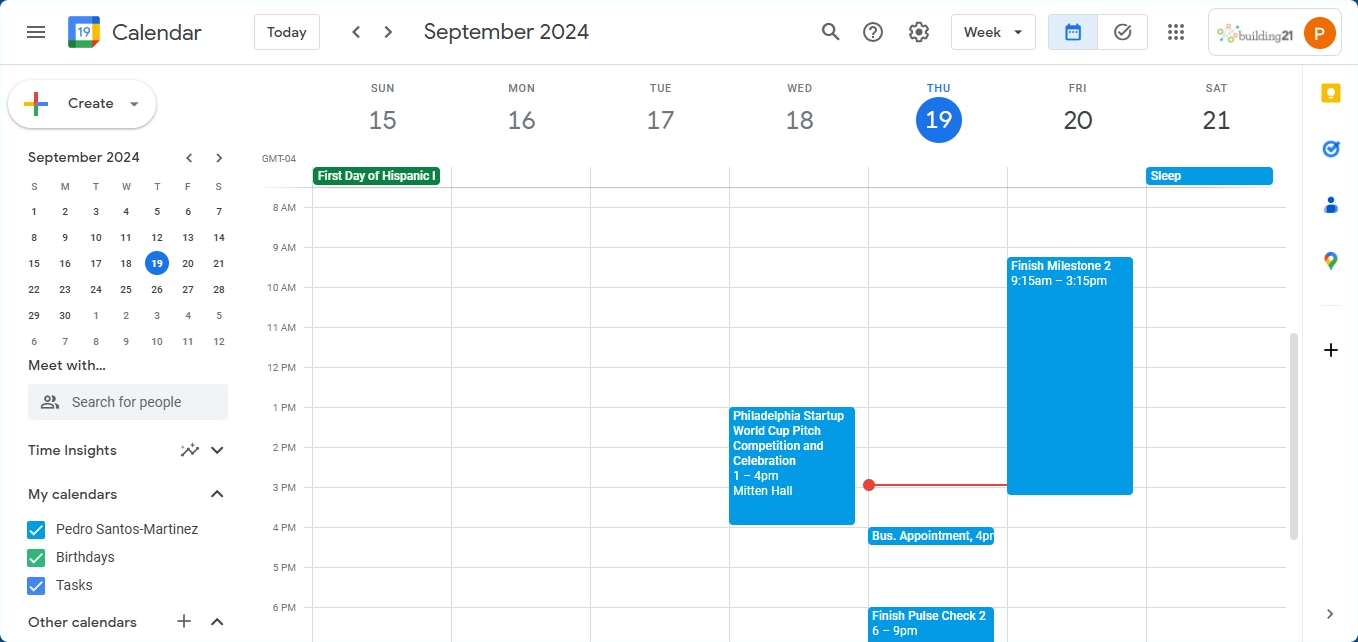 19 Calendar Today September 2024 Week building21 P
Create
September 2024
S M T W T F S
1 2 3 4 5 6 7
8 9 10 11 12 13 14
15 16 17 18 19 20 21
22 23 24 25 26 27 28
29 30 1 2 3 4 5
6 7 8 9 10 11 12
Meet with...
Search for people
Time Insights
My calendars
Pedro Santos-Martinez
Birthdays
Tasks
Other calendars
SUN MON TUE WED THU FRI SAT
15 16 17 18 19 20 21
GMT-04
First Day of Hispanic Sleep
8 AM
9 AM
10 AM
11 AM
12 PM
1 PM
2 PM
3 PM
4 PM
5 PM
6 PM
Philadelphia Startup
World Cup Pitch
Competition and
Celebration
1 – 4pm
Mitten Hall
Bus. Appointment, 4pr
Finish Pulse Check 2
6 – 9pm
Finish Milestone 2
9:15am – 3:15pm